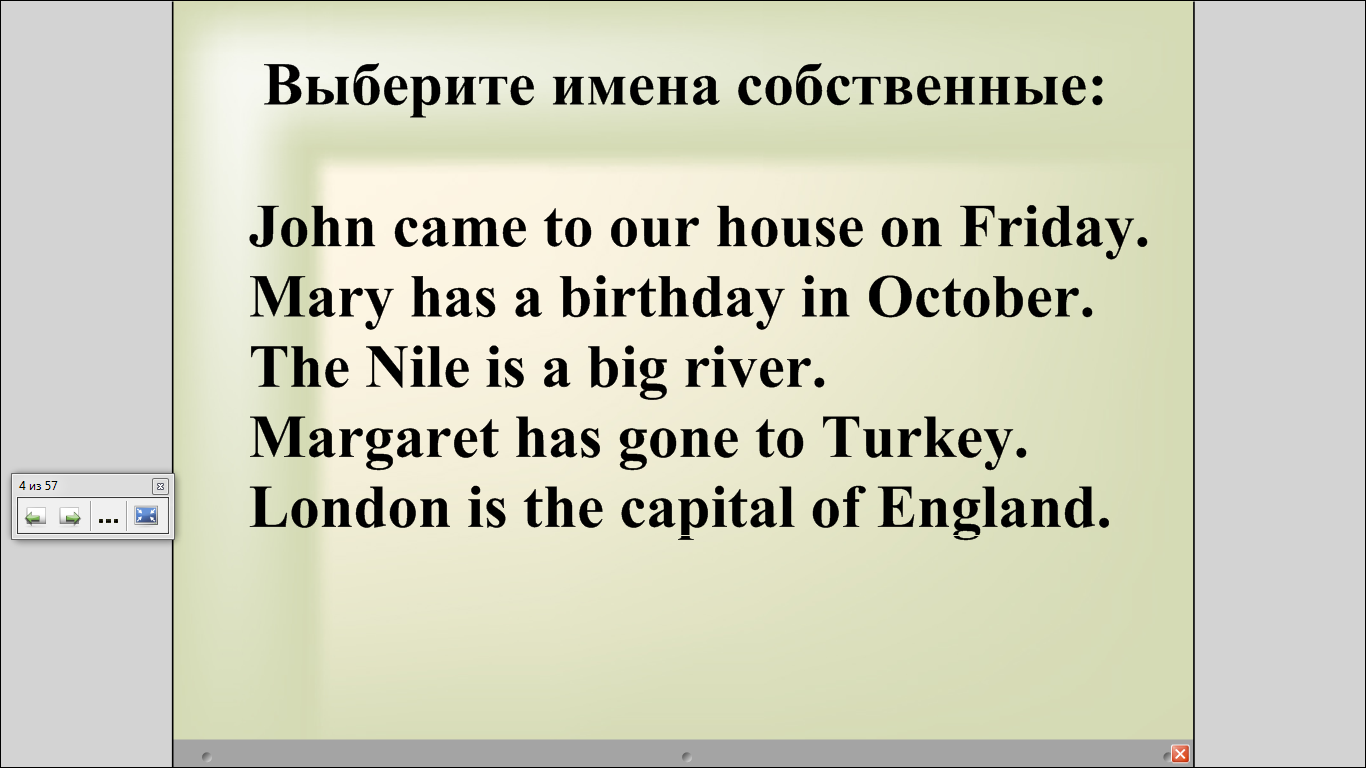 Выберите имена собственные:
John came to our house on Friday.
Mary has a birthday in October.
The Nile is a big river.
Margaret has gone to Turkey.
London is the capital of England.
4 из 57
...